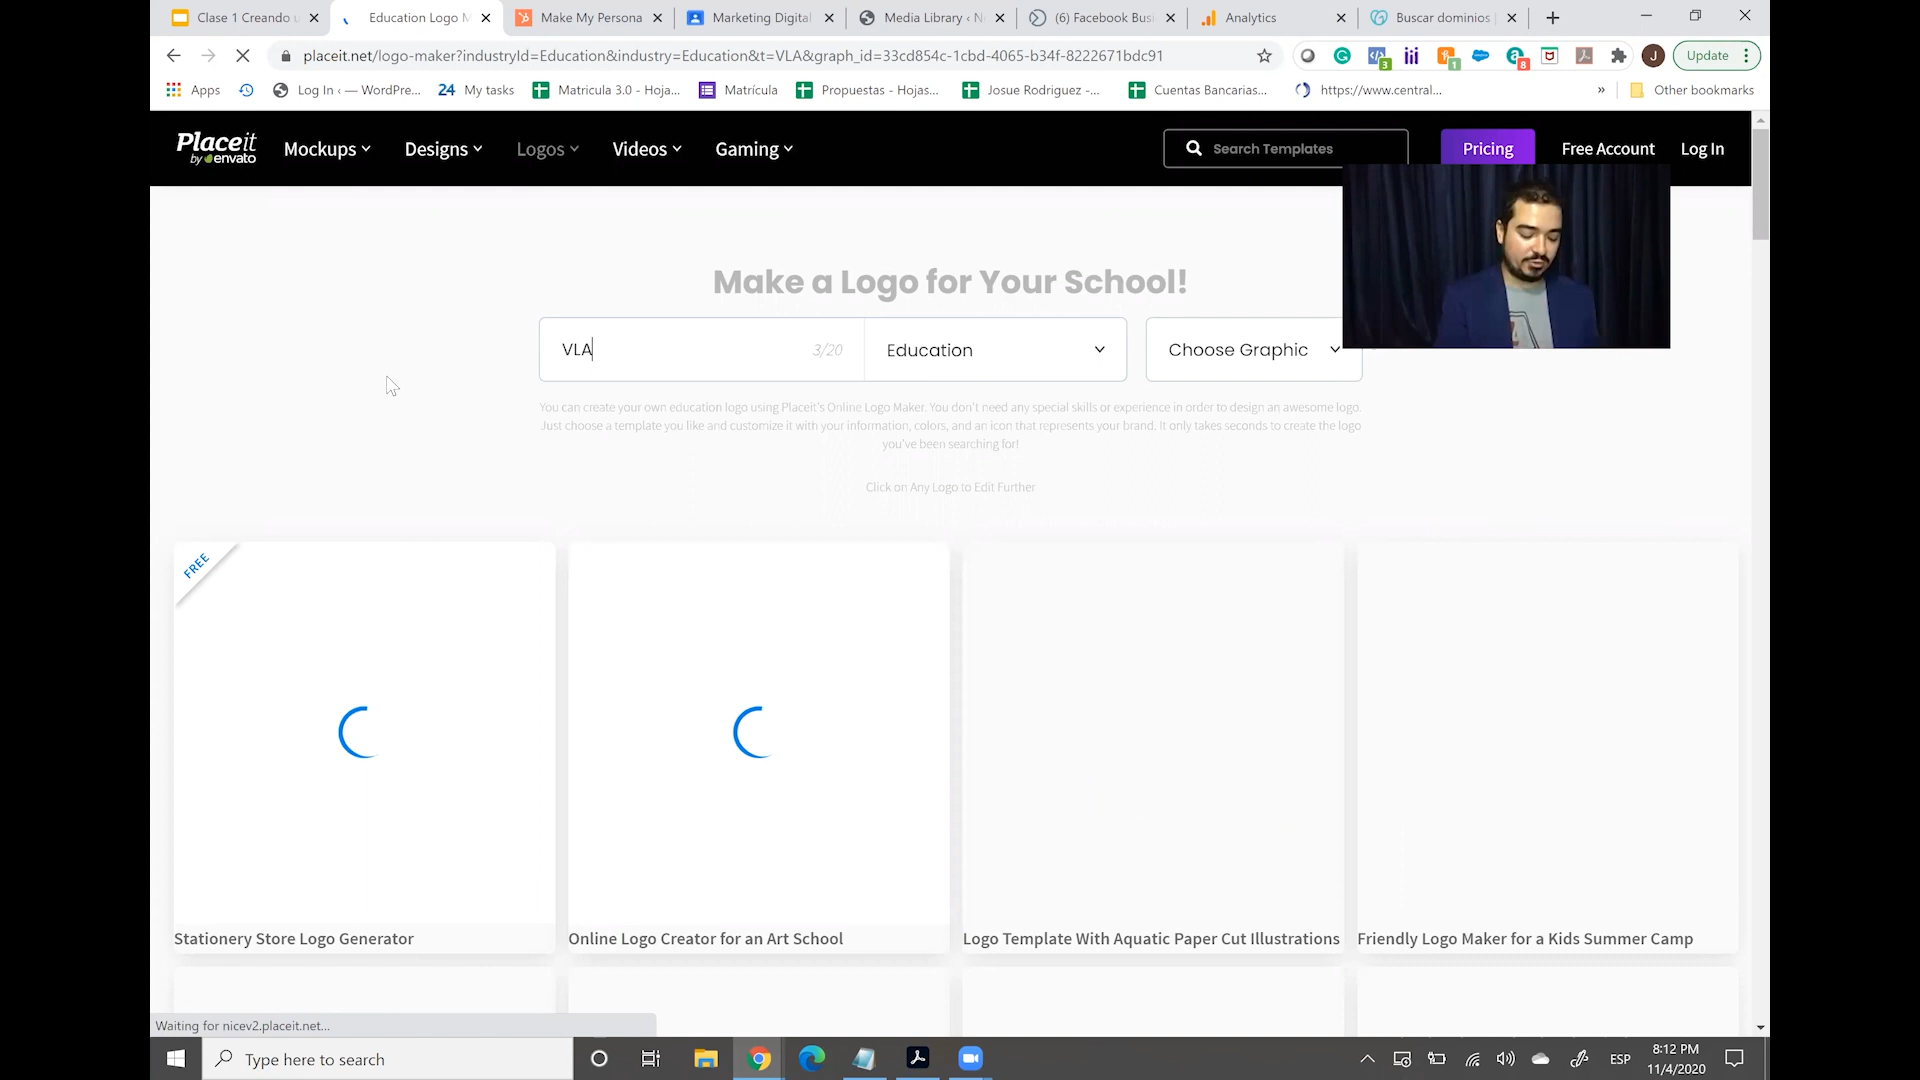 Clase 1 Creando u
Education Logo M
Make My Persona
Marketing Digital
Media Library ‹ N
(6) Facebook Busi
Analytics
Buscar dominios
placeit.net/logo-maker?industryId=Education&industry=Education&t=VLA&graph_id=33cd854c-1cbd-4065-b34f-8222671bdc91
3
1
8
J
Update
Apps
Log In ‹ — WordPre...
24 My tasks
Matricula 3.0 - Hoja...
Matrícula
Propuestas - Hojas...
Josue Rodriguez -...
Cuentas Bancarias...
https://www.central...
»
Other bookmarks
Placeit
by envato
Mockups
Designs
Logos
Videos
Gaming
Search Templates
Pricing
Free Account
Log In
Make a Logo for Your School!
VLA
3/20
Education
Choose Graphic
You can create your own education logo using Placeit's Online Logo Maker. You don't need any special skills or experience in order to design an awesome logo.
Just choose a template you like and customize it with your information, colors, and an icon that represents your brand. It only takes seconds to create the logo
you've been searching for!
Click on Any Logo to Edit Further
FREE
Stationery Store Logo Generator
Online Logo Creator for an Art School
Logo Template With Aquatic Paper Cut Illustrations
Friendly Logo Maker for a Kids Summer Camp
Waiting for nicev2.placeit.net...
Type here to search
ESP
8:12 PM
11/4/2020